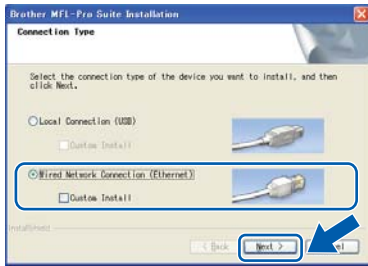 Brother MFL-Pro Suite Installation
Connection Type
Select the connection type of the device you want to install, and then
click Next.
Local Connection (USB)
Custom Install
Wired Network Connection (Ethernet)
Custom Install
InstallShield
< Back Next >